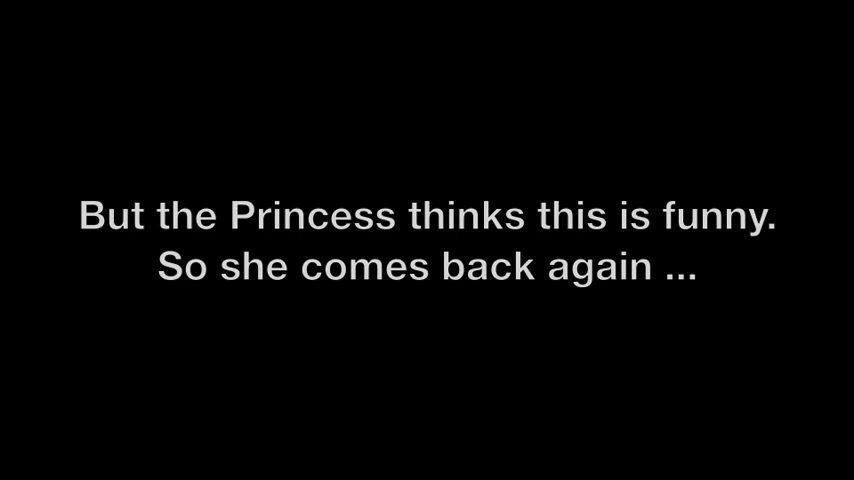 But the Princess thinks this is funny.
So she comes back again ...